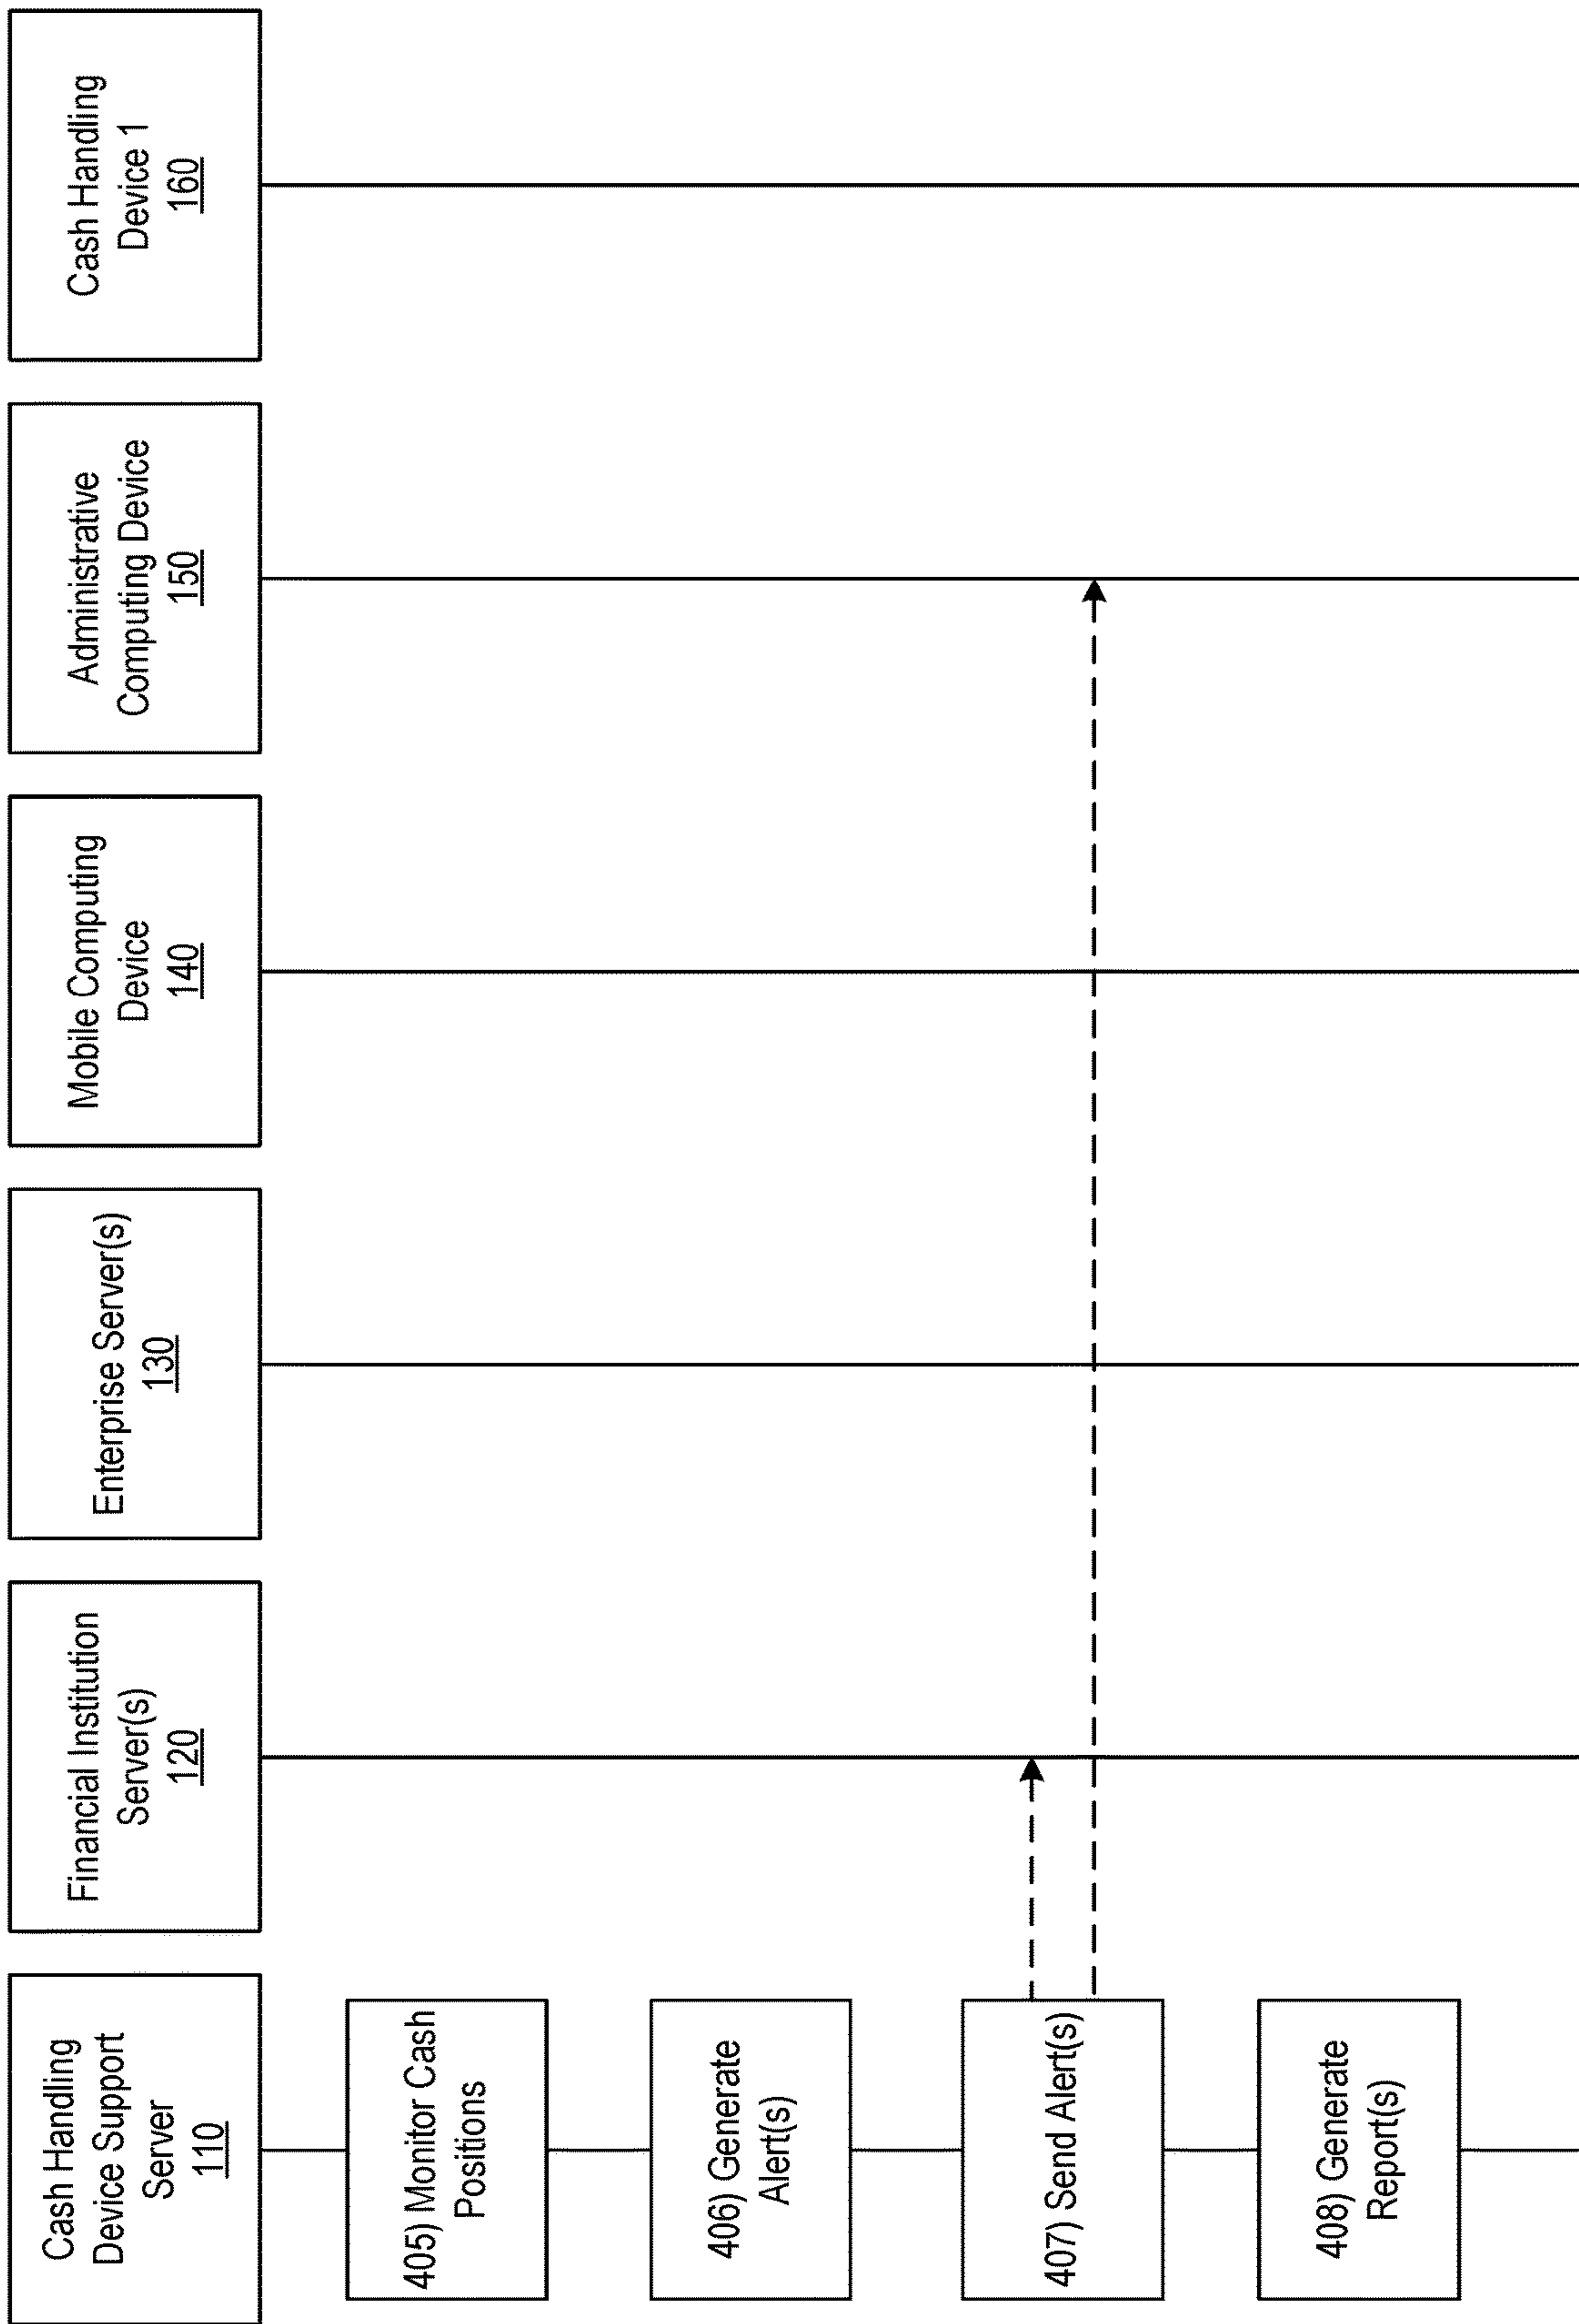 Cash Handling
Device Support
Server
110
Financial Institution
Server(s)
120
Enterprise Server(s)
130
Mobile Computing
Device
140
Administrative
Computing Device
150
Cash Handling
Device 1
160
405) Monitor Cash
Positions
406) Generate
Alert(s)
407) Send Alert(s)
408) Generate
Report(s)